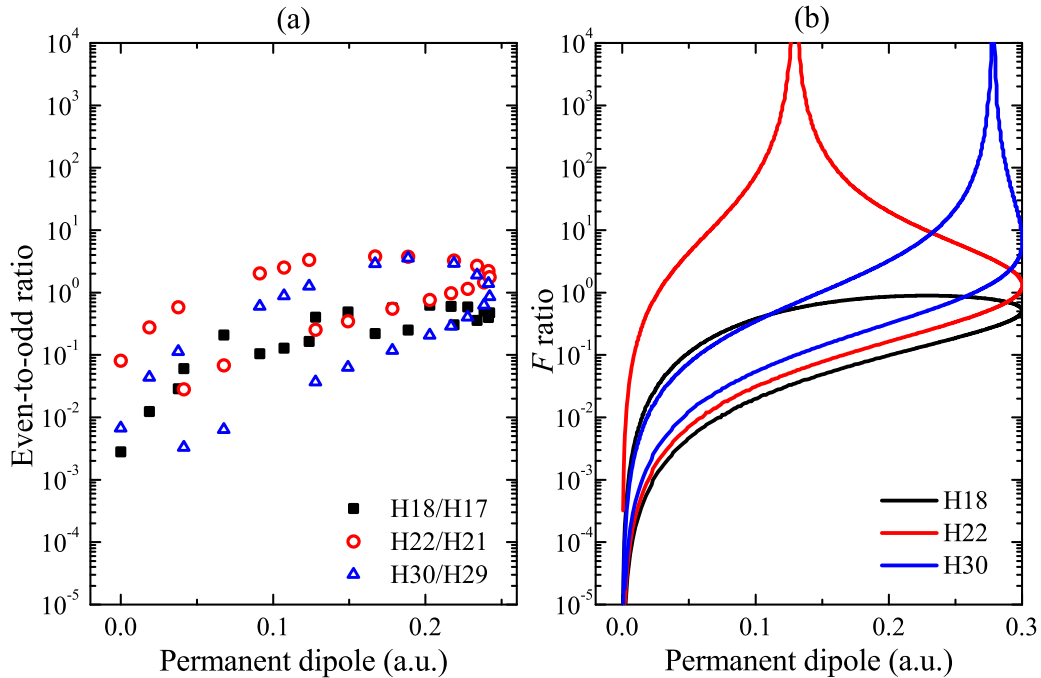 (a)
(b)
Even-to-odd ratio
10^4
10^3
10^2
10^1
10^0
10^-1
10^-2
10^-3
10^-4
10^-5
H18/H17
H22/H21
H30/H29
0.0
0.1
0.2
Permanent dipole (a.u.)
F ratio
10^4
10^3
10^2
10^1
10^0
10^-1
10^-2
10^-3
10^-4
10^-5
H18
H22
H30
0.0
0.1
0.2
0.3
Permanent dipole (a.u.)